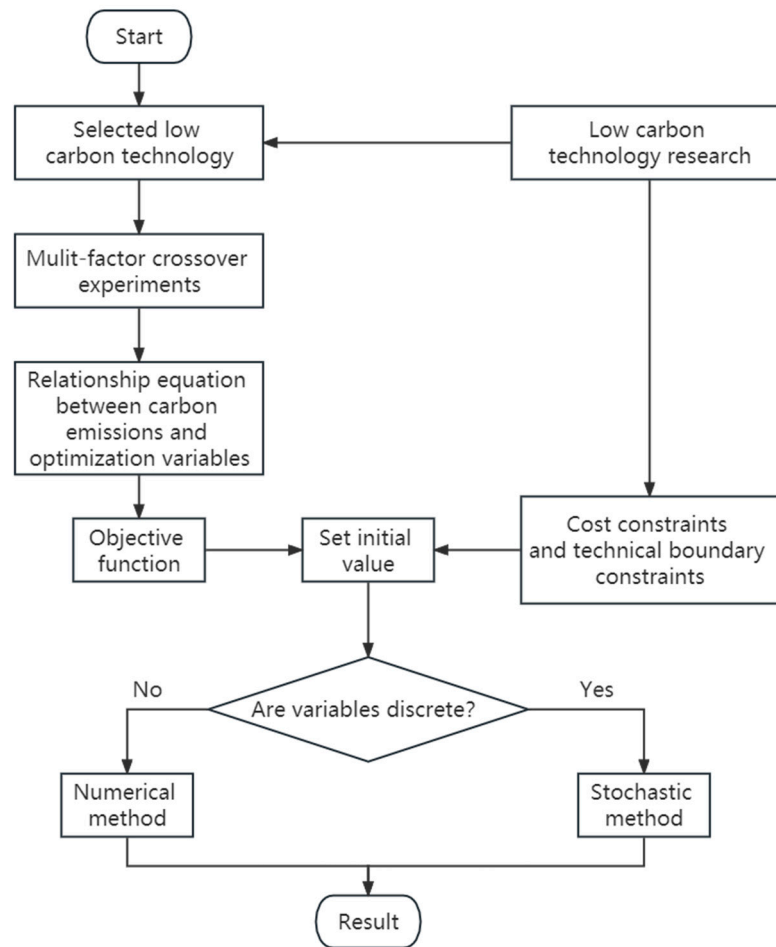 Start
Selected low
carbon technology
Low carbon
technology research
Mulit-factor crossover
experiments
Relationship equation
between carbon
emissions and
optimization variables
Objective
function
Set initial
value
Cost constraints
and technical boundary
constraints
No
Are variables discrete?
Yes
Numerical
method
Stochastic
method
Result